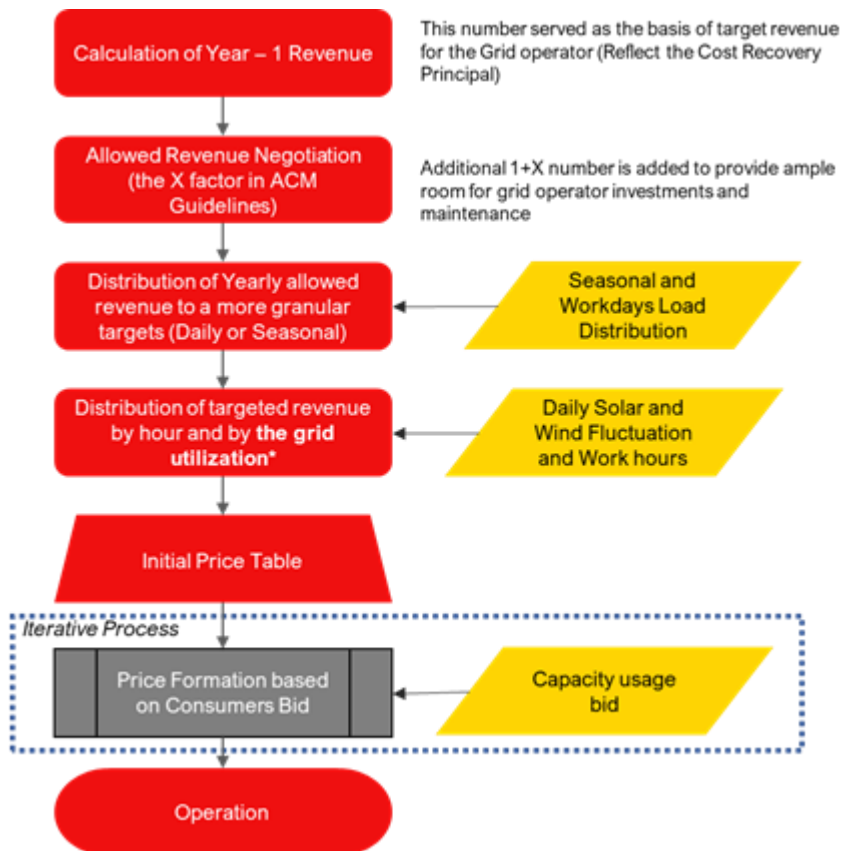 Calculation of Year – 1 Revenue
This number served as the basis of target revenue
for the Grid operator (Reflect the Cost Recovery
Principal)
Allowed Revenue Negotiation
(the X factor in ACM
Guidelines)
Additional 1+X number is added to provide ample
room for grid operator investments and
maintenance
Distribution of Yearly allowed
revenue to a more granular
targets (Daily or Seasonal)
Seasonal and
Workdays Load
Distribution
Distribution of targeted revenue
by hour and by the grid
utilization*
Daily Solar and
Wind Fluctuation
and Work hours
Initial Price Table
Iterative Process
Price Formation based
on Consumers Bid
Capacity usage
bid
Operation